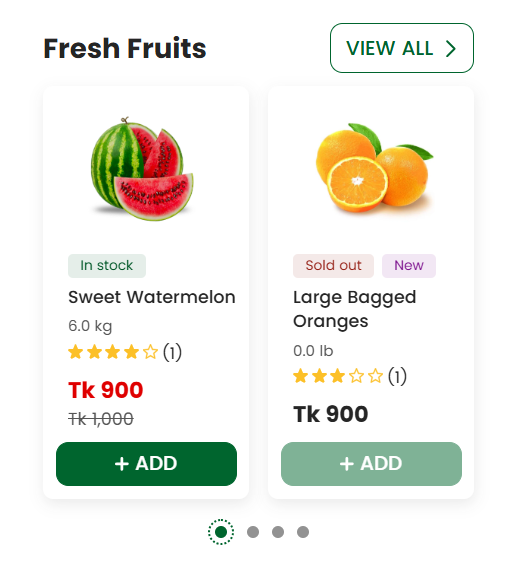 Fresh Fruits
VIEW ALL
In stock
Sweet Watermelon
6.0 kg
(1)
Tk 900
Tk 1,000
+ ADD
Sold out
New
Large Bagged
Oranges
0.0 lb
(1)
Tk 900
+ ADD